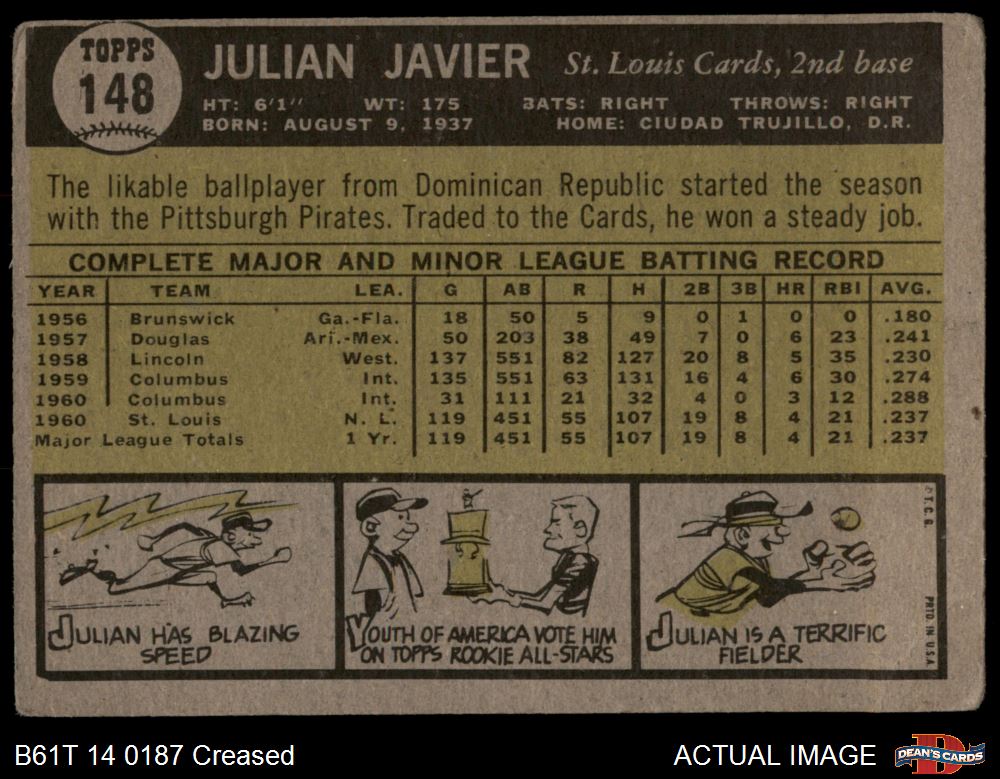 TOPPS
148
JULIAN JAVIER St. Louis Cards, 2nd base
HT: 6'1" WT: 175 BATS: RIGHT THROWS: RIGHT
BORN: AUGUST 9, 1937 HOME: CIUDAD TRUJILLO, D.R.
The likable ballplayer from Dominican Republic started the season
with the Pittsburgh Pirates. Traded to the Cards, he won a steady job.
COMPLETE MAJOR AND MINOR LEAGUE BATTING RECORD
YEAR TEAM LEA. G AB R H 2B 3B HR RBI AVG.
1956 Brunswick Ga.-Fla. 18 50 5 9 0 1 0 0 .180
1957 Douglas Ari.-Mex. 50 203 38 49 7 0 6 23 .241
1958 Lincoln West. 137 551 82 127 20 8 5 35 .230
1959 Columbus Int. 135 551 63 131 16 4 6 30 .274
1960 Columbus Int. 31 111 21 32 4 0 3 12 .288
1960 St. Louis N. L. 119 451 55 107 19 8 4 21 .237
Major League Totals 1 Yr. 119 451 55 107 19 8 4 21 .237
JULIAN HAS BLAZING
SPEED
YOUTH OF AMERICA VOTE HIM
ON TOPPS ROOKIE ALL-STARS
JULIAN IS A TERRIFIC
FIELDER
© T.C.G.
PRTD. IN U.S.A.
B61T 14 0187 Creased
ACTUAL IMAGE
DEAN'S CARDS